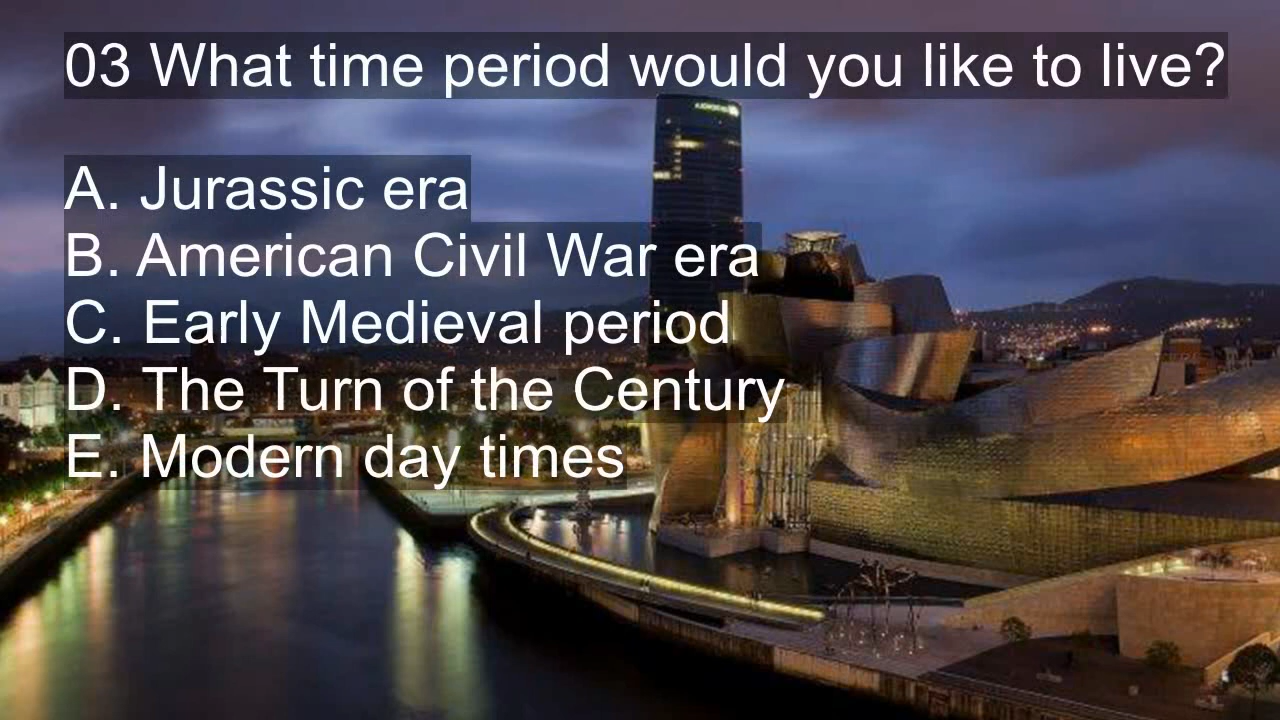 03 What time period would you like to live?
A. Jurassic era
B. American Civil War era
C. Early Medieval period
D. The Turn of the Century
E. Modern day times